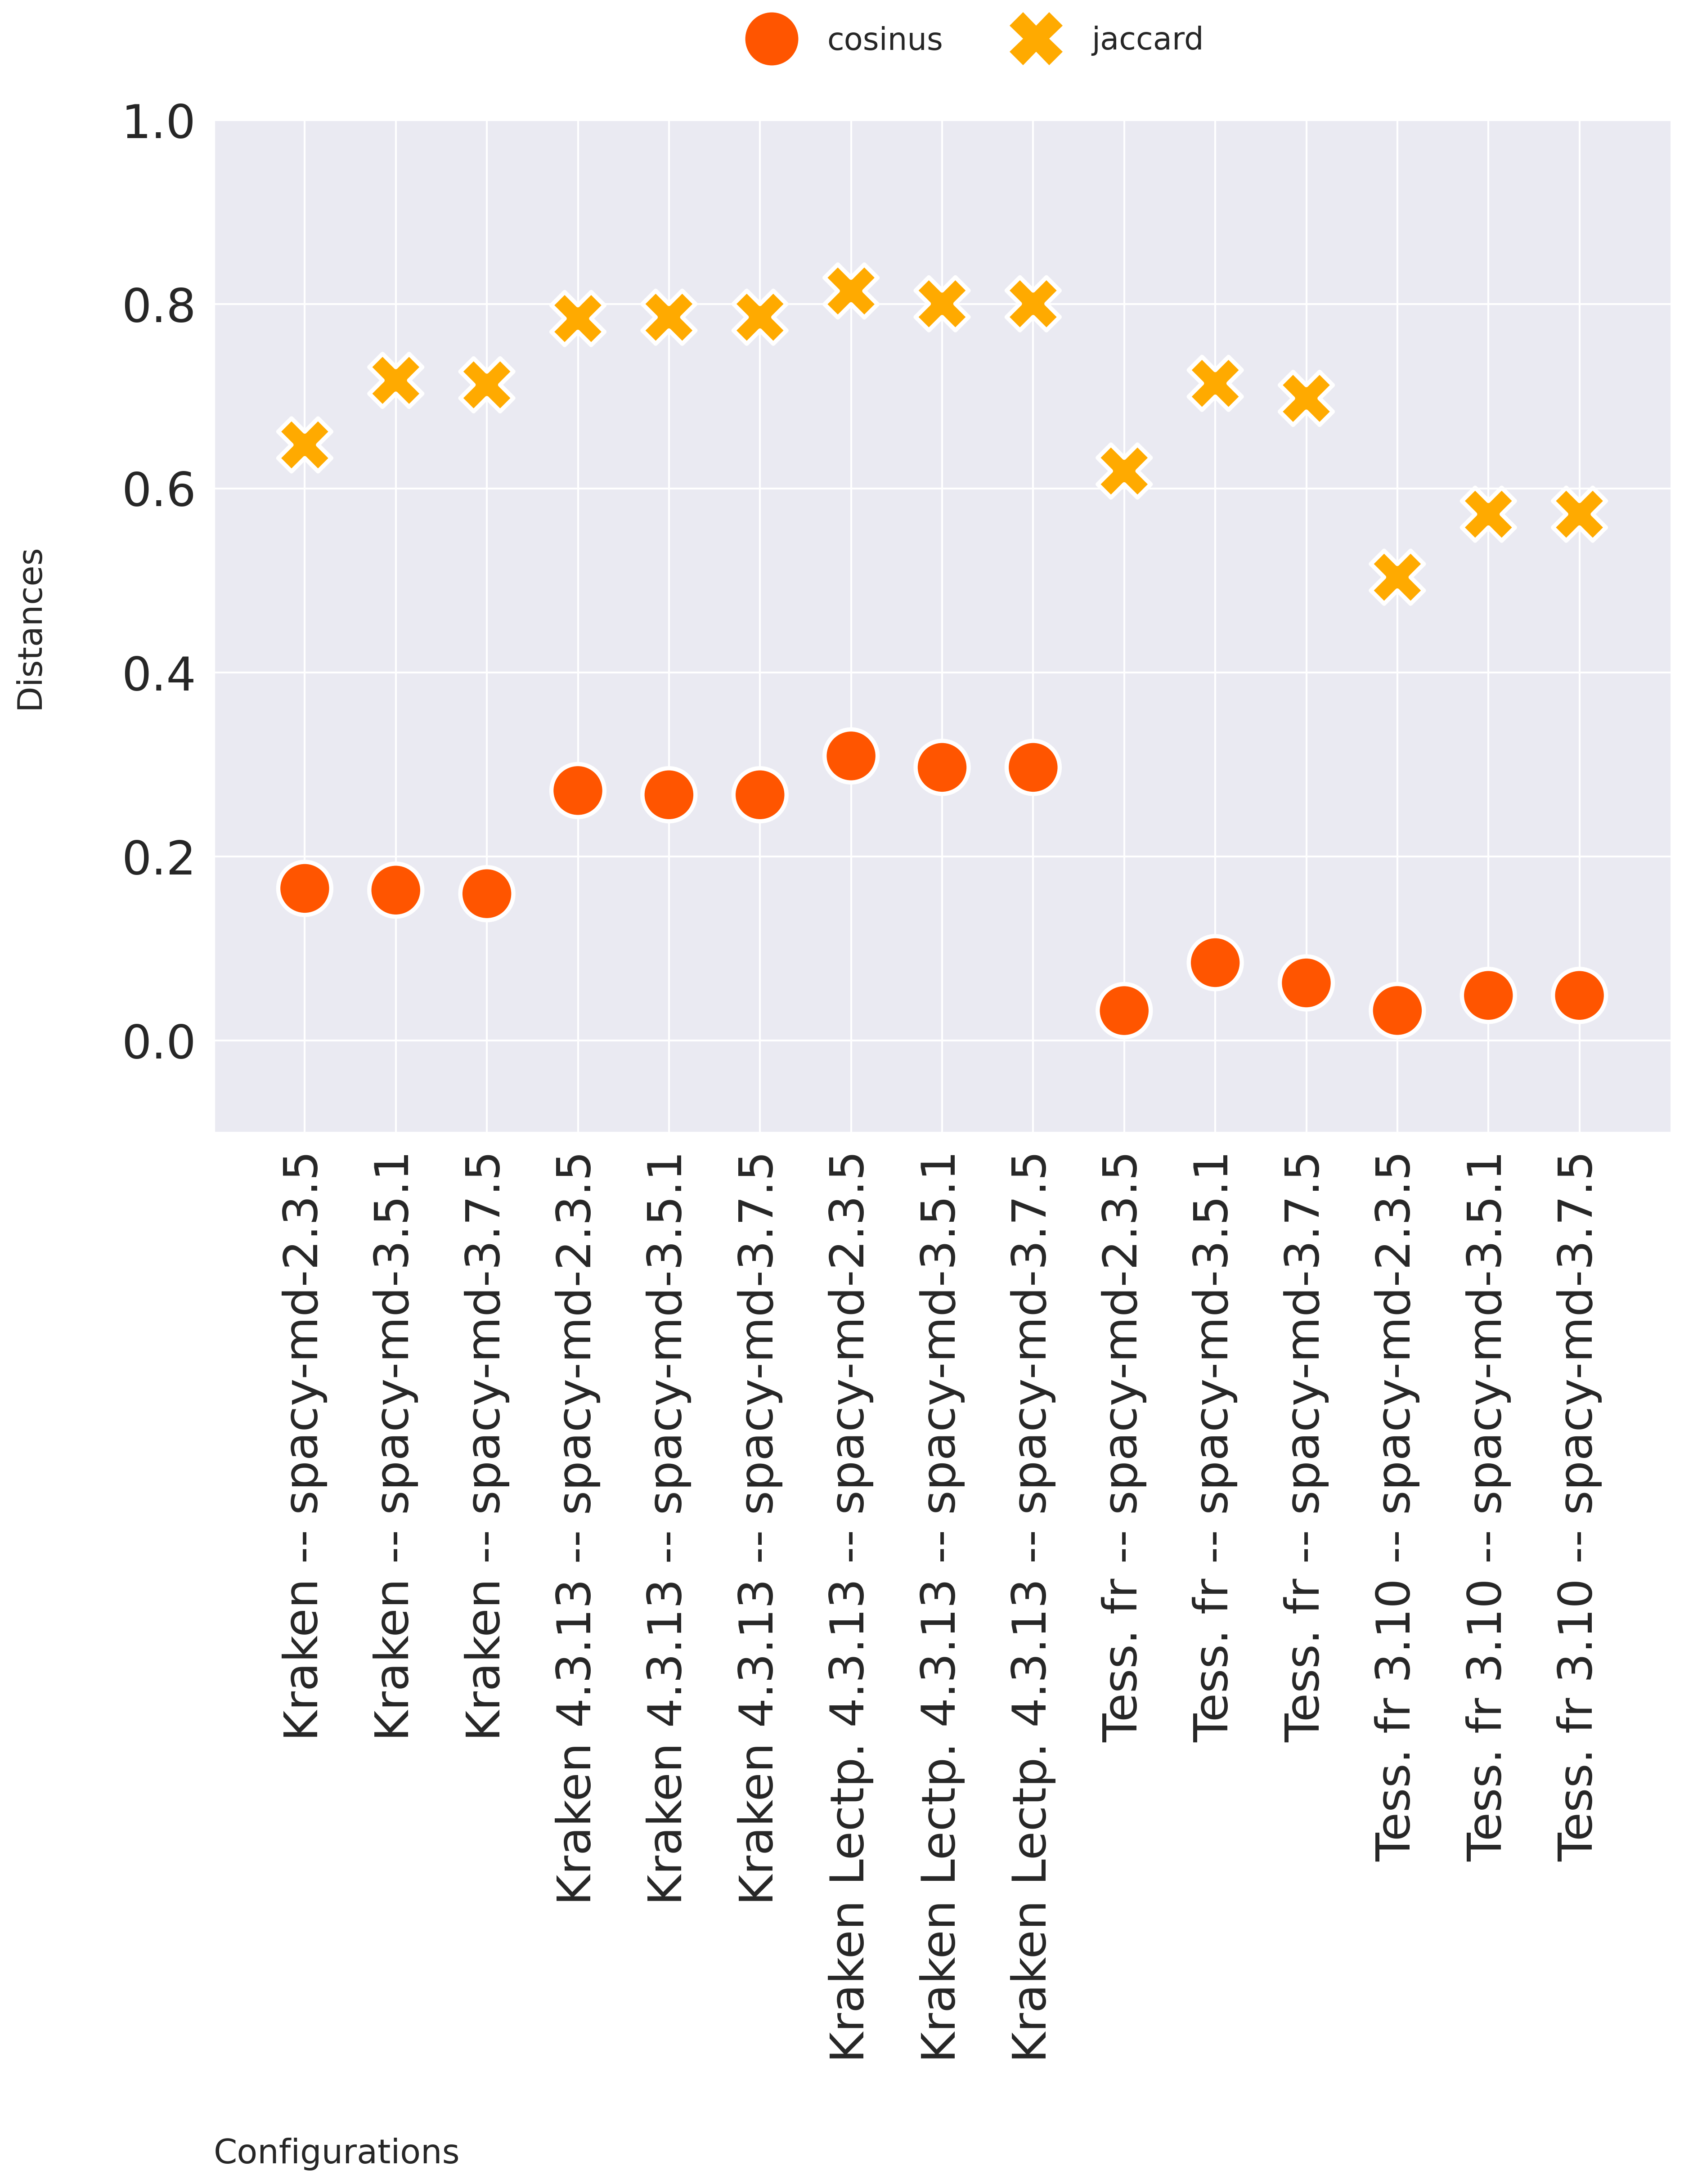 cosinus jaccard
1.0
0.8
0.6
0.4
0.2
0.0
Distances
Kraken -- spacy-md-2.3.5
Kraken -- spacy-md-3.5.1
Kraken -- spacy-md-3.7.5
Kraken 4.3.13 -- spacy-md-2.3.5
Kraken 4.3.13 -- spacy-md-3.5.1
Kraken 4.3.13 -- spacy-md-3.7.5
Kraken Lectp. 4.3.13 -- spacy-md-2.3.5
Kraken Lectp. 4.3.13 -- spacy-md-3.5.1
Kraken Lectp. 4.3.13 -- spacy-md-3.7.5
Tess. fr -- spacy-md-2.3.5
Tess. fr -- spacy-md-3.5.1
Tess. fr -- spacy-md-3.7.5
Tess. fr 3.10 -- spacy-md-2.3.5
Tess. fr 3.10 -- spacy-md-3.5.1
Tess. fr 3.10 -- spacy-md-3.7.5
Configurations